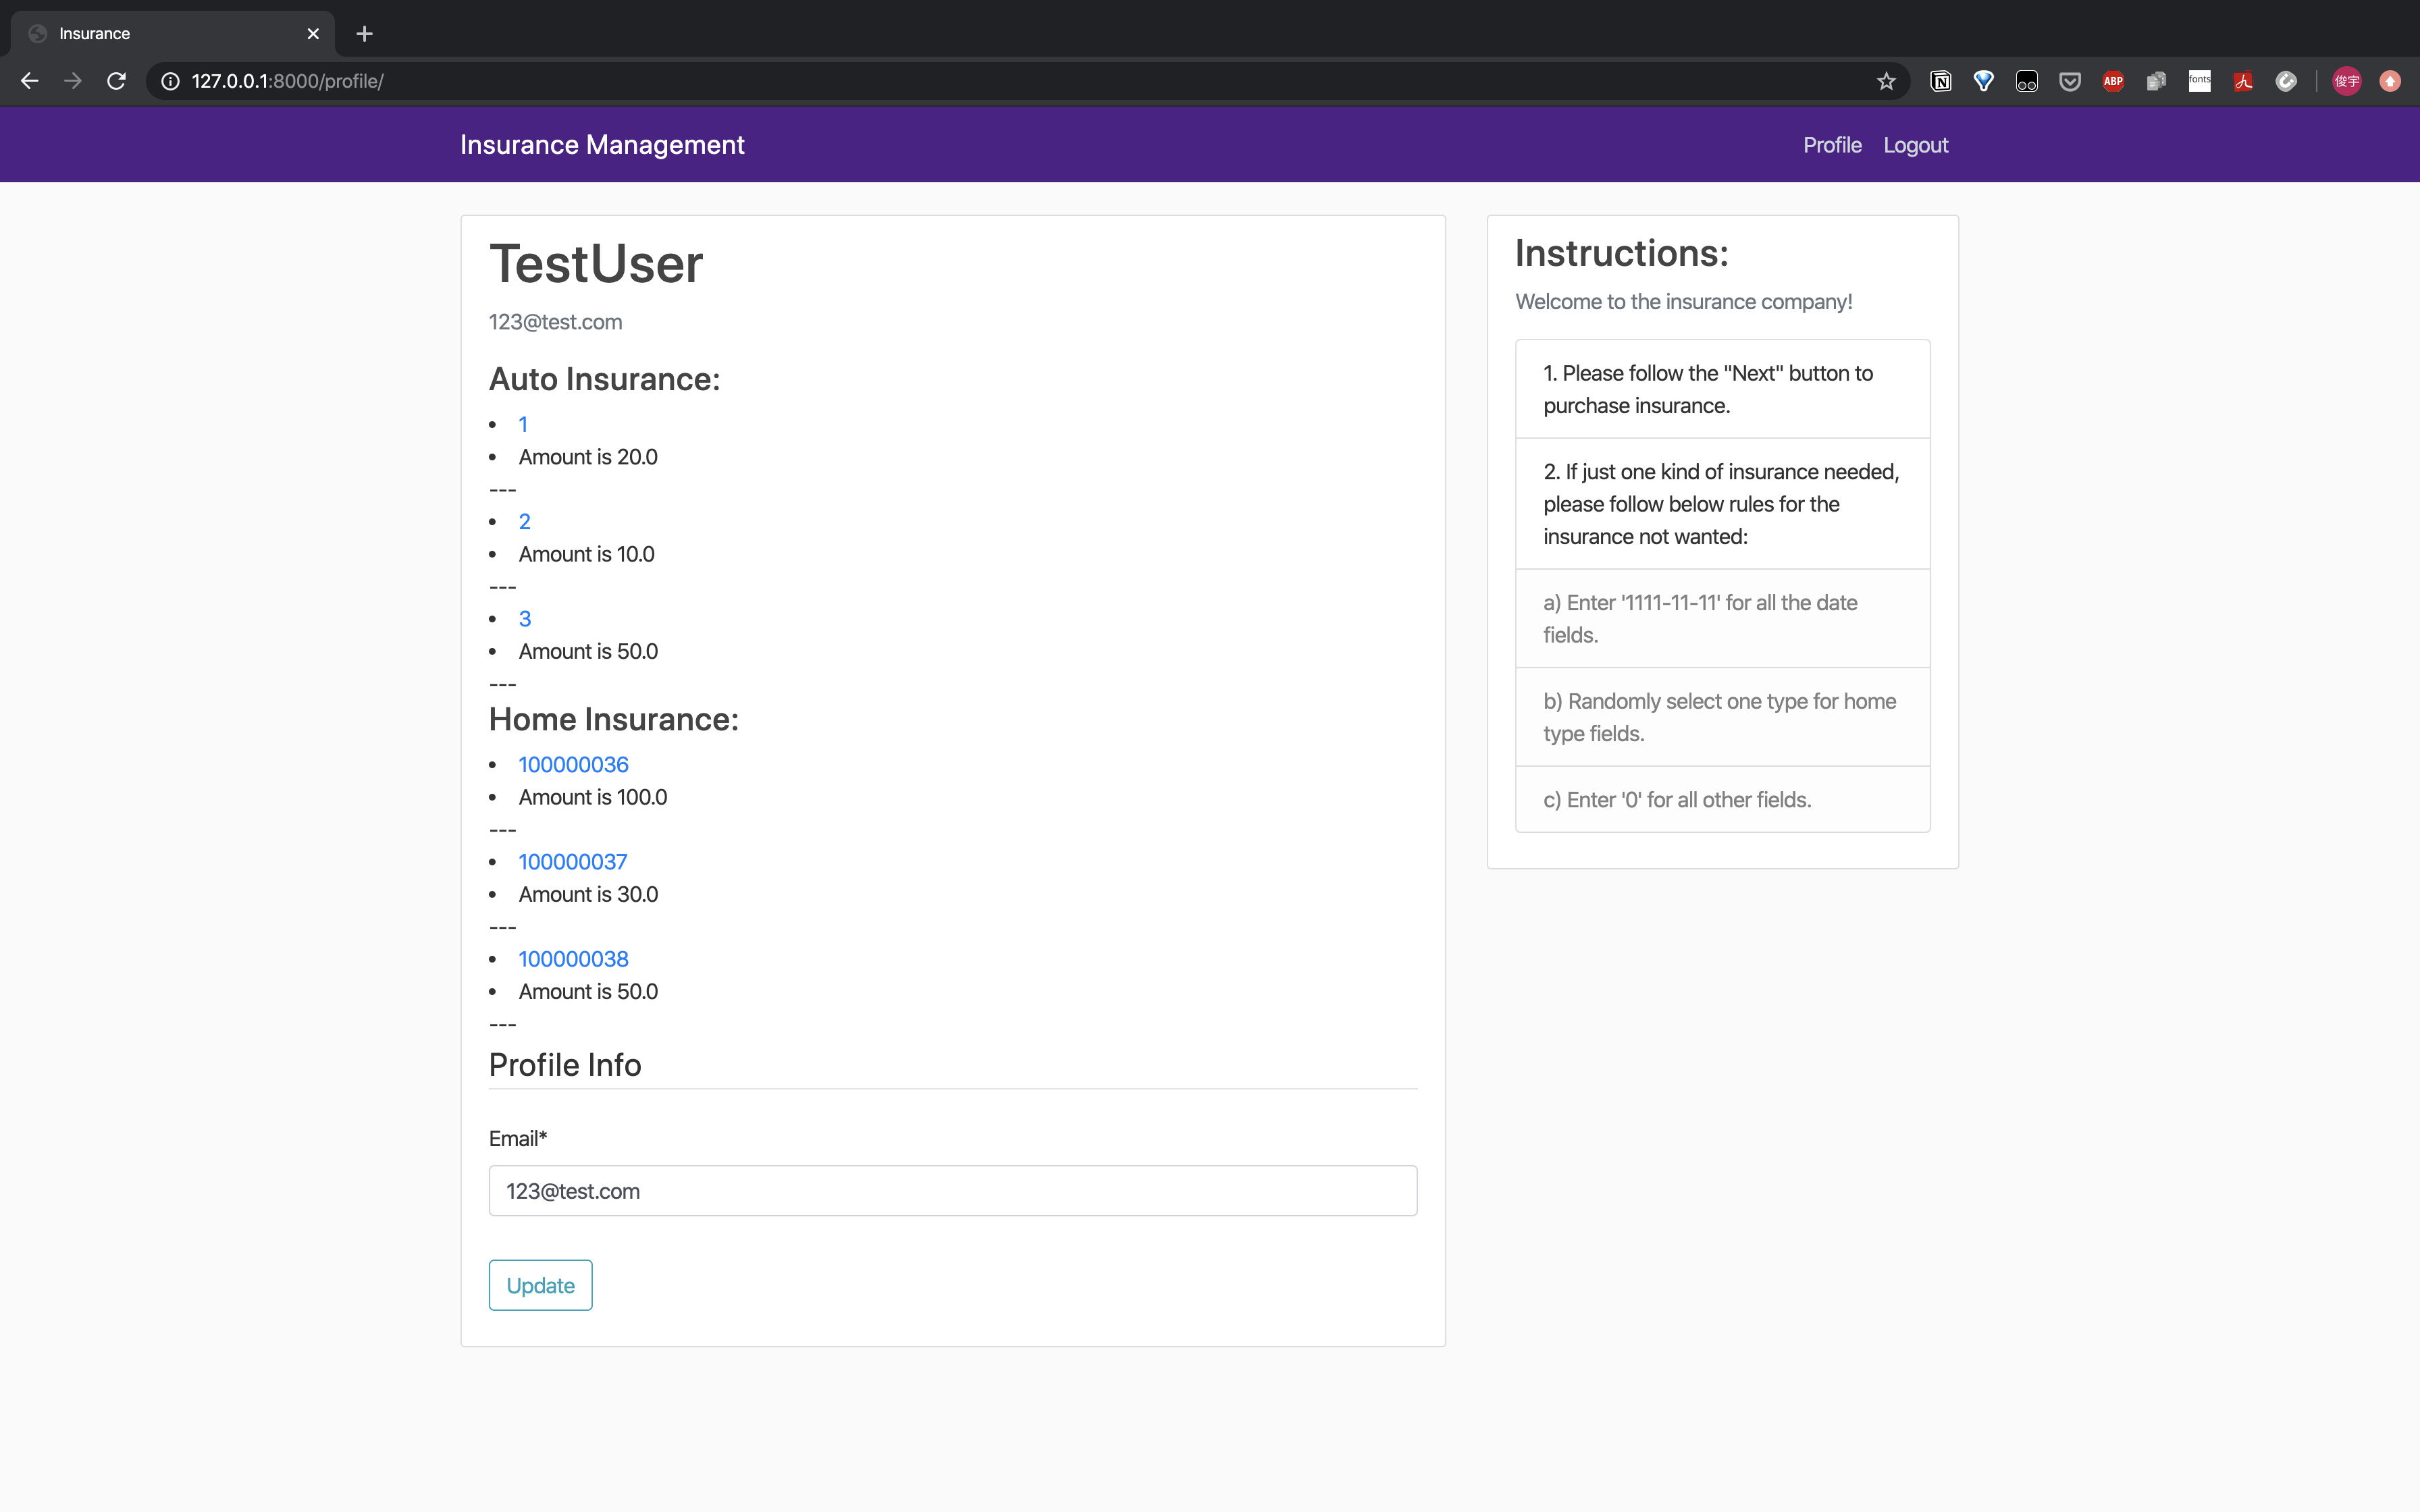 Insurance
127.0.0.1:8000/profile/
ABP
fonts
俊宇
Insurance Management
Profile
Logout
TestUser
123@test.com
Auto Insurance:
• 1
• Amount is 20.0
---
• 2
• Amount is 10.0
---
• 3
• Amount is 50.0
---
Home Insurance:
• 100000036
• Amount is 100.0
---
• 100000037
• Amount is 30.0
---
• 100000038
• Amount is 50.0
---
Profile Info
Email*
123@test.com
Update
Instructions:
Welcome to the insurance company!
1. Please follow the "Next" button to
purchase insurance.
2. If just one kind of insurance needed,
please follow below rules for the
insurance not wanted:
a) Enter '1111-11-11' for all the date
fields.
b) Randomly select one type for home
type fields.
c) Enter '0' for all other fields.